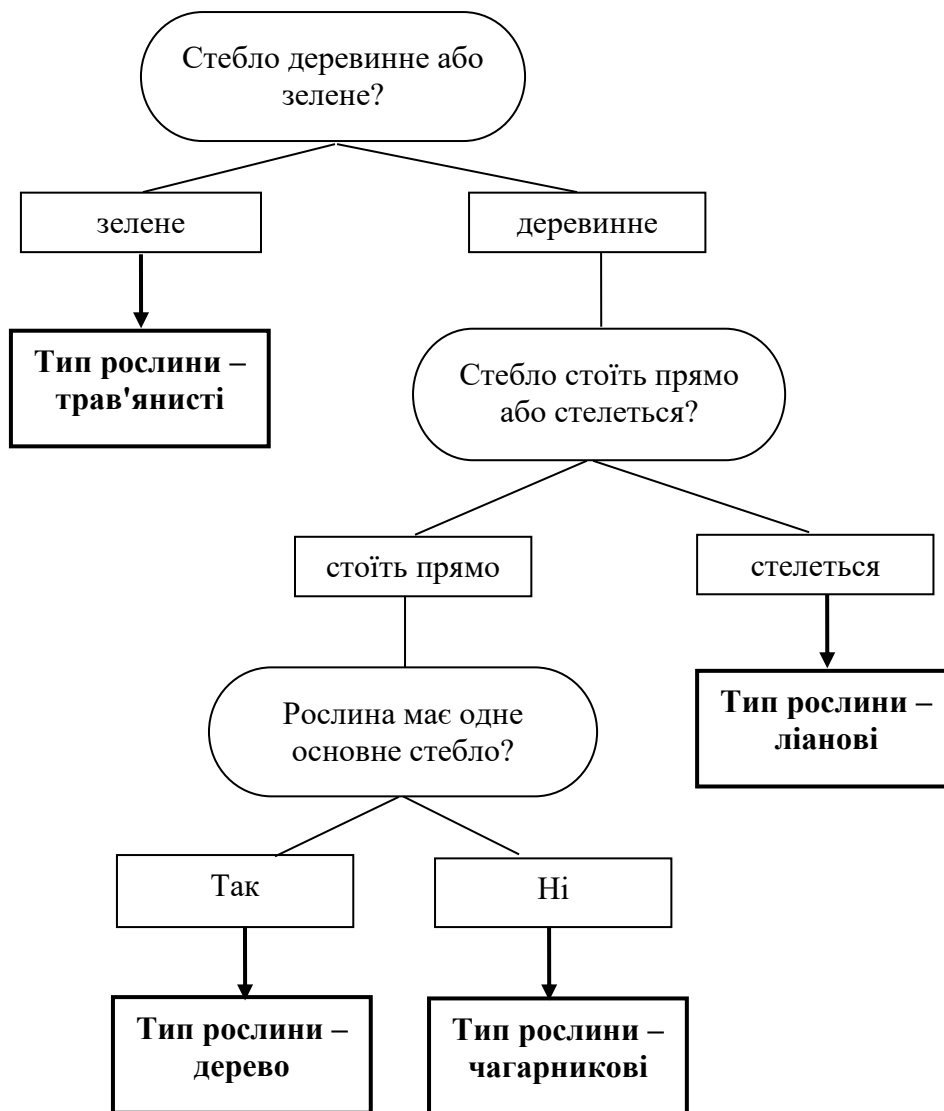 Стебло деревинне або
зелене?
зелене
деревинне
Тип рослини –
трав'янисті
Стебло стоїть прямо
або стелеться?
стоїть прямо
стелеться
Рослина має одне
основне стебло?
Тип рослини –
ліанові
Так
Ні
Тип рослини –
дерево
Тип рослини –
чагарникові